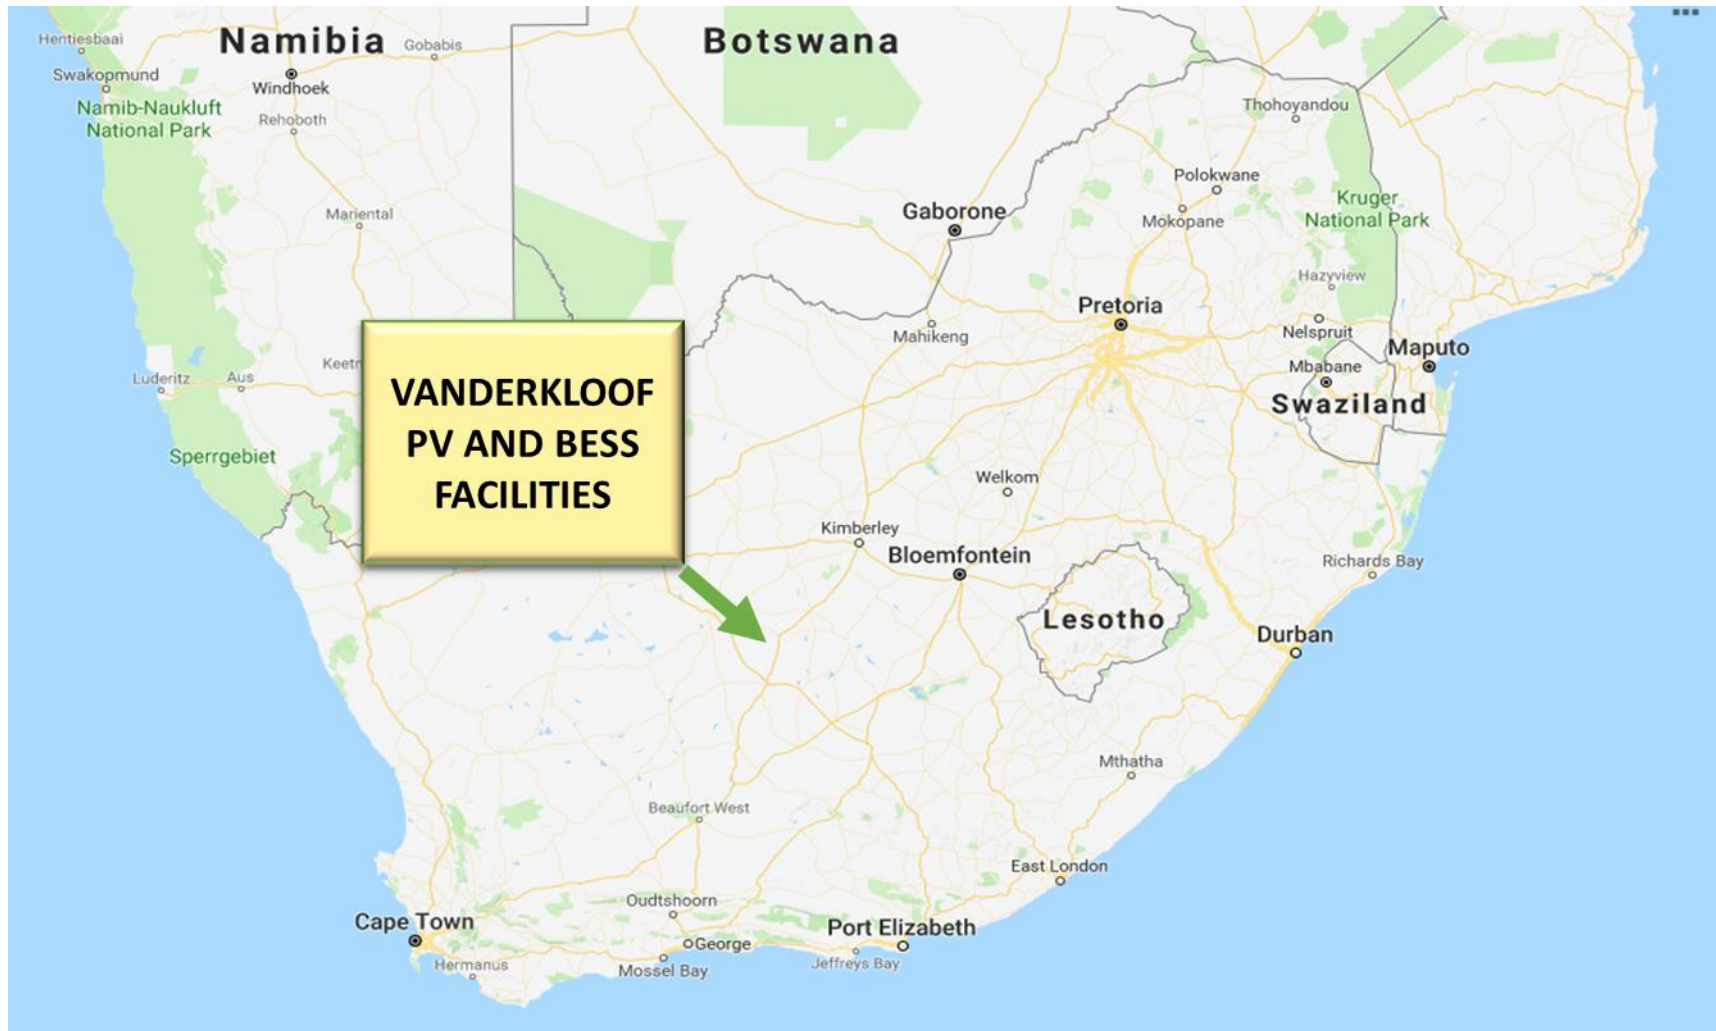 Hentiesbaai
Namibia
Gobabis
Botswana
Swakopmund
Windhoek
Namib-Naukluft
National Park
Rehoboth
Thohoyandou
Polokwane
Mariental
Gaborone
Mokopane
Kruger
National Park
Hazyview
Pretoria
Mahikeng
Nelspruit
Maputo
Mbabane
Swaziland
Luderitz
Aus
VANDERKLOOF
PV AND BESS
FACILITIES
Sperrgebiet
Welkom
Kimberley
Bloemfontein
Richards Bay
Lesotho
Durban
Mthatha
Beaufort West
East London
Oudtshoorn
Cape Town
Port Elizabeth
George
Hermanus
Mossel Bay
Jeffreys Bay